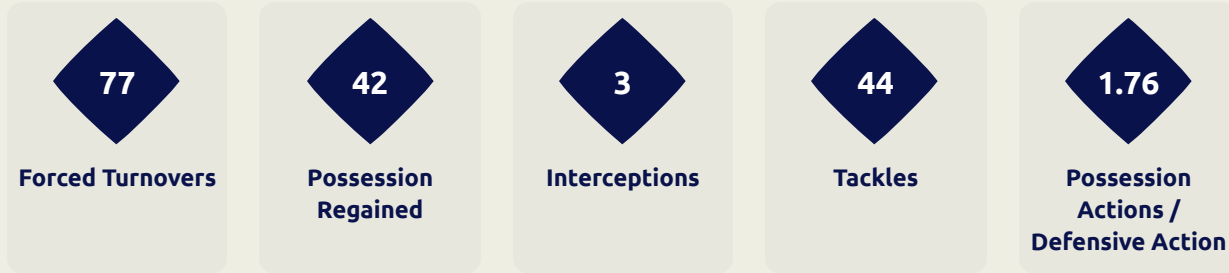 77
Forced Turnovers
42
Possession
Regained
3
Interceptions
44
Tackles
1.76
Possession
Actions /
Defensive Action